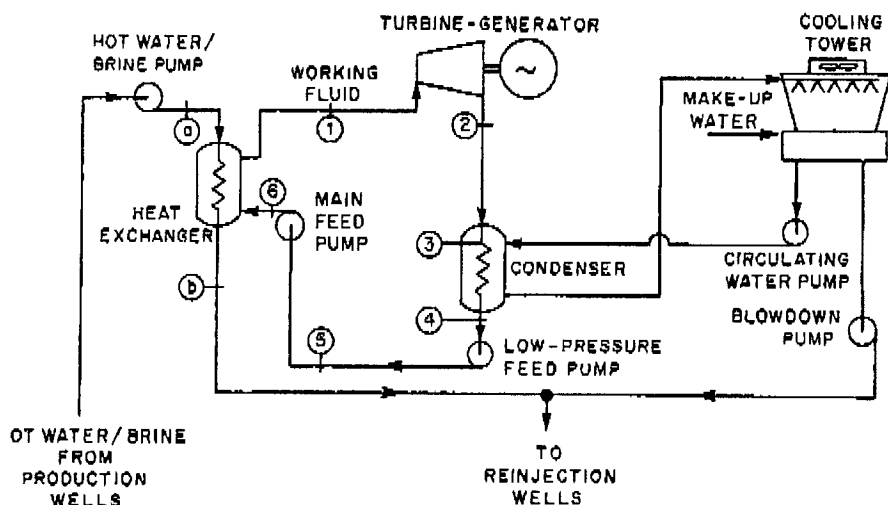 TURBINE-GENERATOR
COOLING
TOWER
HOT WATER/
BRINE PUMP
WORKING
FLUID
~
MAKE-UP
WATER
a
1
2
6
MAIN
FEED
PUMP
HEAT
EXCHANGER
3
CONDENSER
CIRCULATING
WATER PUMP
b
4
BLOWDOWN
PUMP
5
LOW-PRESSURE
FEED PUMP
OT WATER/BRINE
FROM
PRODUCTION
WELLS
TO
REINJECTION
WELLS